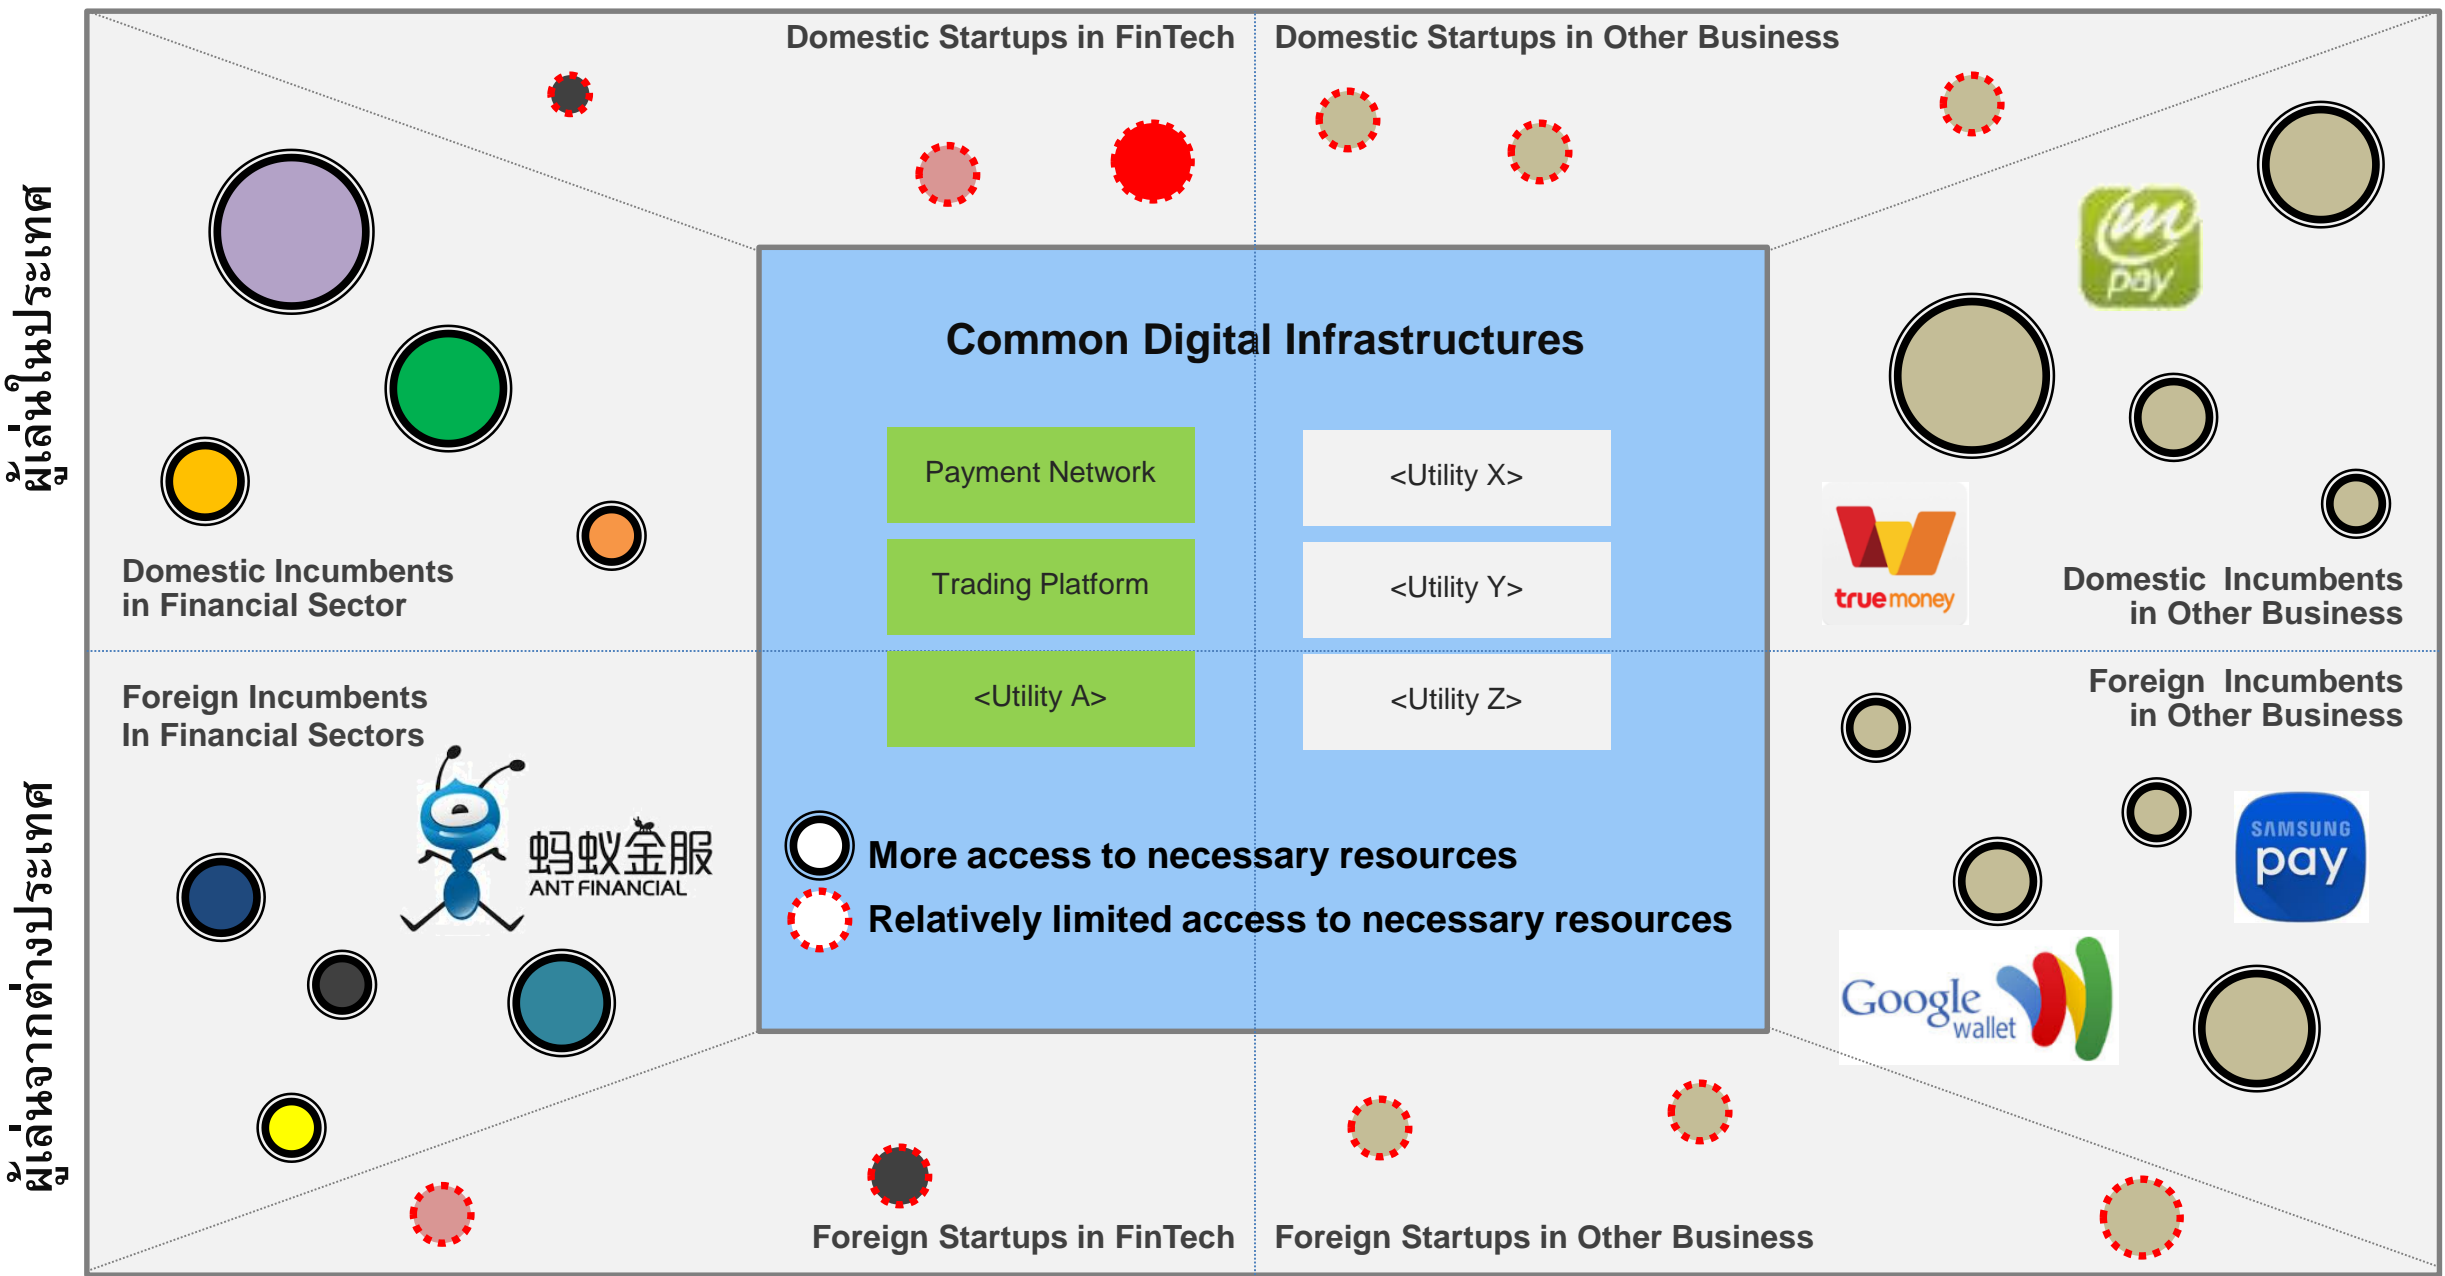 Domestic Startups in FinTech
Domestic Startups in Other Business
ผู้เล่นในประเทศ
m
pay
Common Digital Infrastructures
Payment Network
<Utility X>
Trading Platform
<Utility Y>
<Utility A>
<Utility Z>
true money
Domestic Incumbents
in Financial Sector
Domestic Incumbents
in Other Business
Foreign Incumbents
In Financial Sectors
Foreign Incumbents
in Other Business
ผู้เล่นจากต่างประเทศ
蚂蚁金服
ANT FINANCIAL
SAMSUNG
pay
More access to necessary resources
Relatively limited access to necessary resources
Google
wallet
Foreign Startups in FinTech
Foreign Startups in Other Business